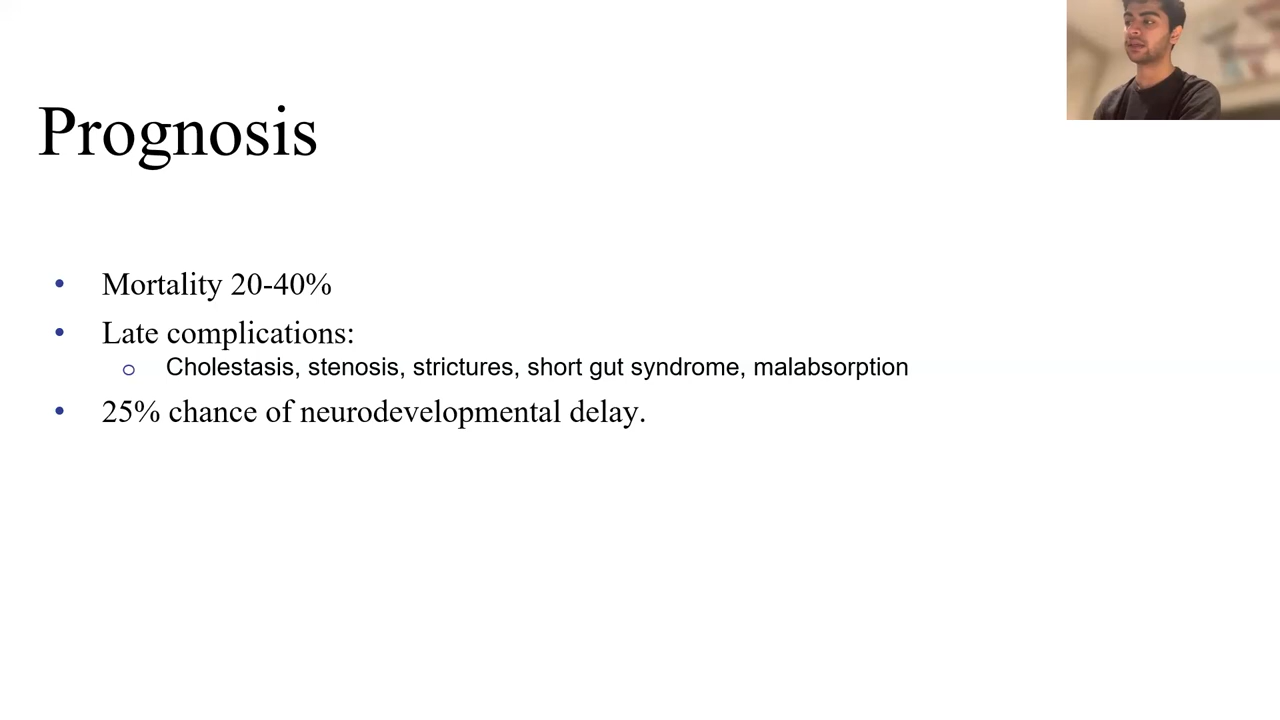 Prognosis
• Mortality 20-40%
• Late complications:
o Cholestasis, stenosis, strictures, short gut syndrome, malabsorption
• 25% chance of neurodevelopmental delay.